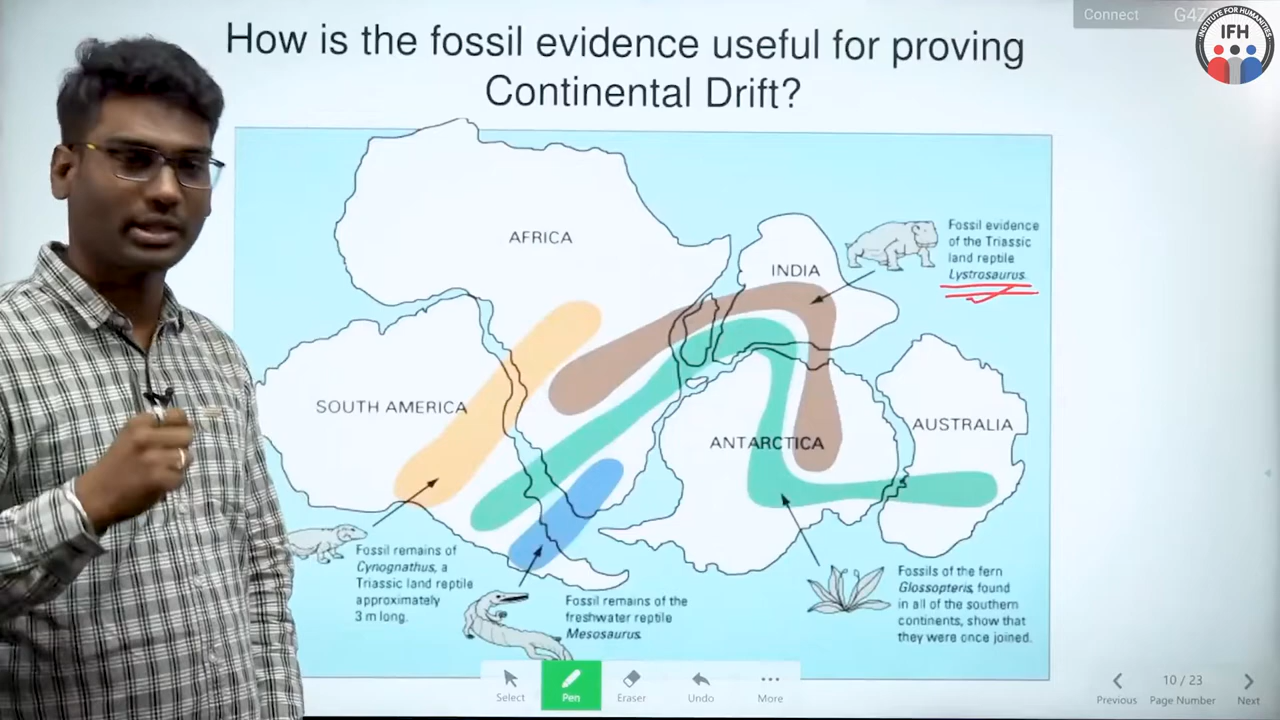 How is the fossil evidence useful for proving
Continental Drift?
Connect
INSTITUTE FOR HUMANITIES
IFH
AFRICA
INDIA
Fossil evidence
of the Triassic
land reptile
Lystrosaurus.
SOUTH AMERICA
ANTARCTICA
AUSTRALIA
Fossil remains of
Cynognathus, a
Triassic land reptile
approximately
3 m long.
Fossil remains of the
freshwater reptile
Mesosaurus.
Fossils of the fern
Glossopteris, found
in all of the southern
continents, show that
they were once joined.
Select
Pen
Eraser
Undo
More
Previous
10 / 23
Page Number
Next